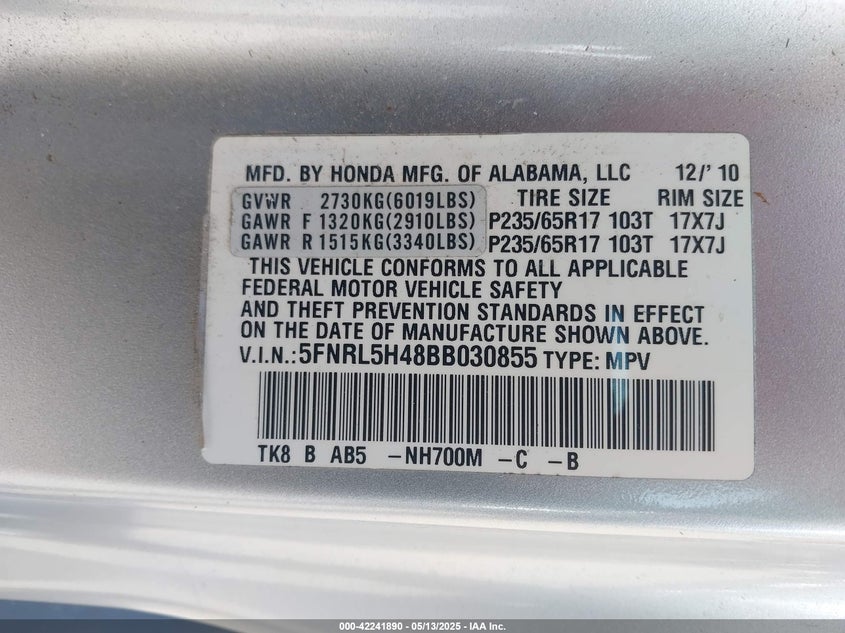 MFD. BY HONDA MFG. OF ALABAMA, LLC 12/'10
GVWR 2730KG(6019LBS) TIRE SIZE RIM SIZE
GAWR F 1320KG(2910LBS) P235/65R17 103T 17X7J
GAWR R 1515KG(3340LBS) P235/65R17 103T 17X7J
THIS VEHICLE CONFORMS TO ALL APPLICABLE
FEDERAL MOTOR VEHICLE SAFETY
AND THEFT PREVENTION STANDARDS IN EFFECT
ON THE DATE OF MANUFACTURE SHOWN ABOVE.
V.I.N.: 5FNRL5H48BB030855 TYPE: MPV
TK8 B AB5 -NH700M -C -B
000-42241890 - 05/13/2025 - IAA Inc.